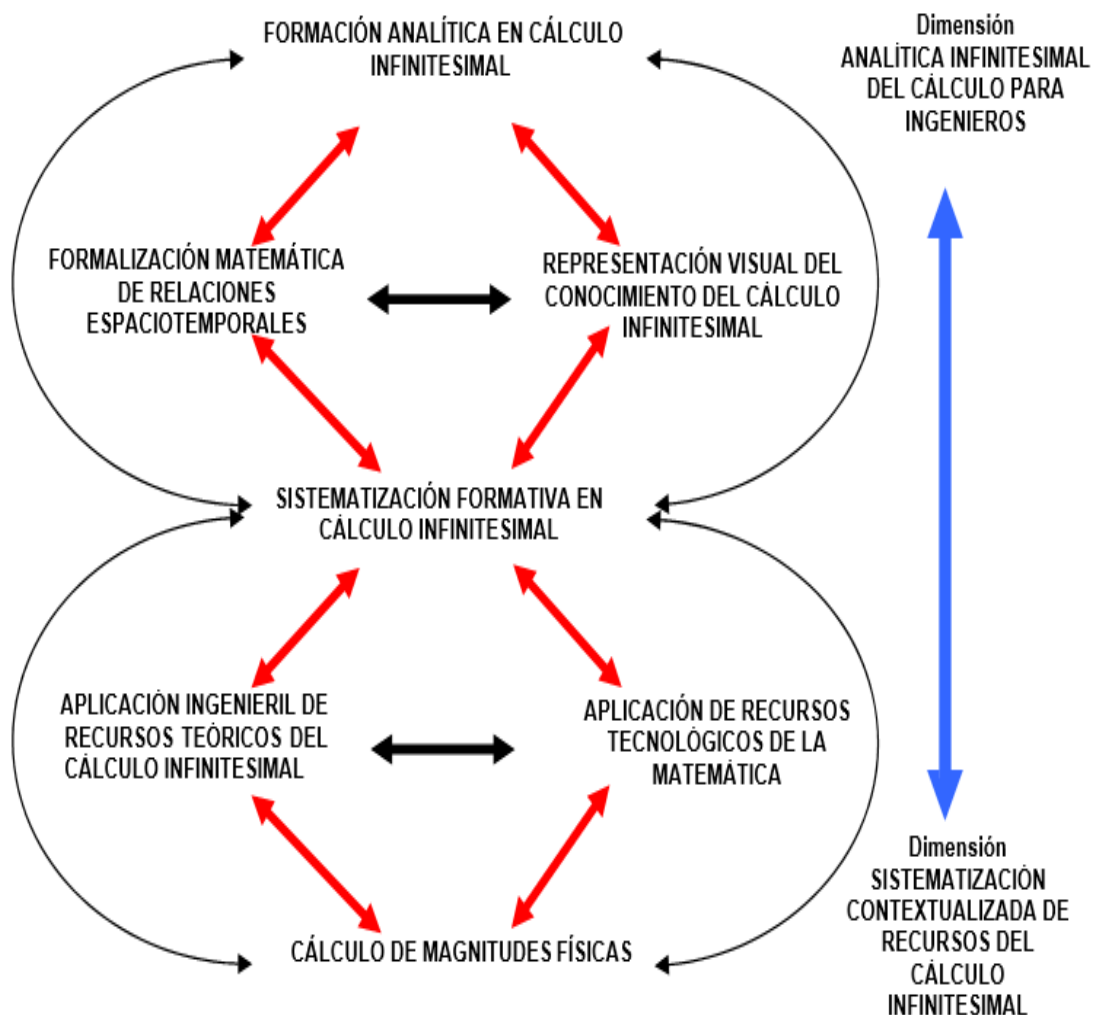 FORMACIÓN ANALÍTICA EN CÁLCULO
INFINITESIMAL
Dimensión
ANALÍTICA INFINITESIMAL
DEL CÁLCULO PARA
INGENIEROS
FORMALIZACIÓN MATEMÁTICA
DE RELACIONES
ESPACIOTEMPORALES
REPRESENTACIÓN VISUAL DEL
CONOCIMIENTO DEL CÁLCULO
INFINITESIMAL
SISTEMATIZACIÓN FORMATIVA EN
CÁLCULO INFINITESIMAL
APLICACIÓN INGENIERIL DE
RECURSOS TEÓRICOS DEL
CÁLCULO INFINITESIMAL
APLICACIÓN DE RECURSOS
TECNOLÓGICOS DE LA
MATEMÁTICA
CÁLCULO DE MAGNITUDES FÍSICAS
Dimensión
SISTEMATIZACIÓN
CONTEXTUALIZADA DE
RECURSOS DEL
CÁLCULO
INFINITESIMAL